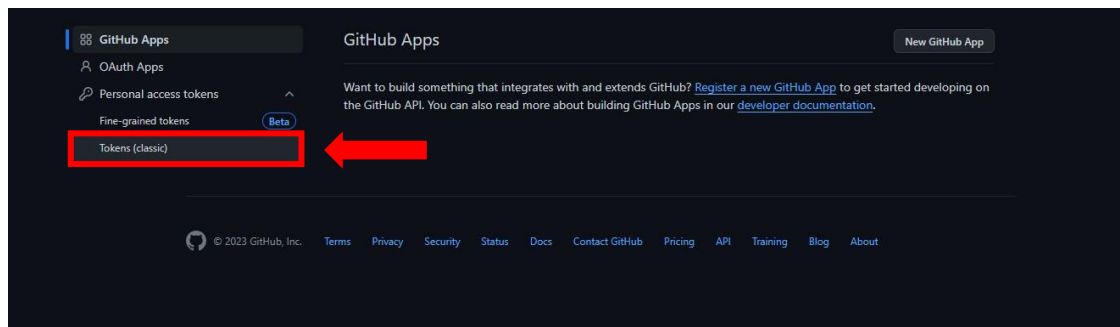 GitHub Apps
OAuth Apps
Personal access tokens
Fine-grained tokens Beta
Tokens (classic)
GitHub Apps
New GitHub App
Want to build something that integrates with and extends GitHub? Register a new GitHub App to get started developing on
the GitHub API. You can also read more about building GitHub Apps in our developer documentation.
© 2023 GitHub, Inc. Terms Privacy Security Status Docs Contact GitHub Pricing API Training Blog About